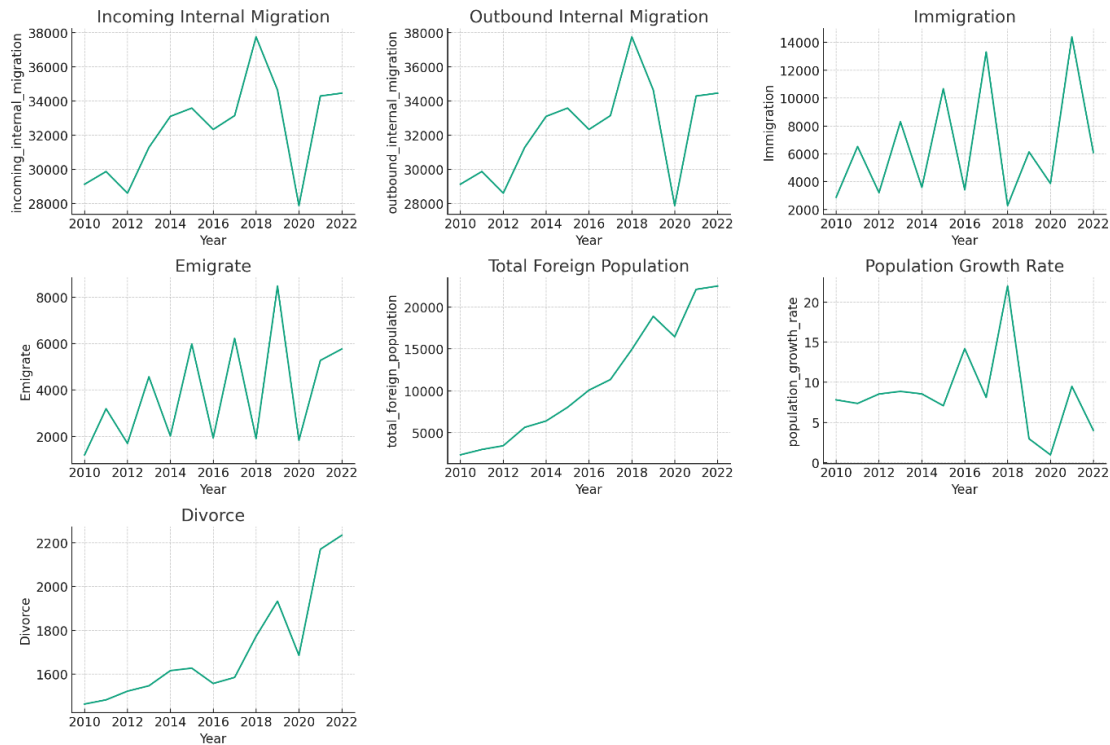 Incoming Internal Migration
incoming_internal_migration
38000
36000
34000
32000
30000
28000
2010 2012 2014 2016 2018 2020 2022
Year
Outbound Internal Migration
outbound_internal_migration
38000
36000
34000
32000
30000
28000
2010 2012 2014 2016 2018 2020 2022
Year
Immigration
Immigration
14000
12000
10000
8000
6000
4000
2000
2010 2012 2014 2016 2018 2020 2022
Year
Emigrate
Emigrate
8000
6000
4000
2000
2010 2012 2014 2016 2018 2020 2022
Year
Total Foreign Population
total_foreign_population
20000
15000
10000
5000
2010 2012 2014 2016 2018 2020 2022
Year
Population Growth Rate
population_growth_rate
20
15
10
5
0
2010 2012 2014 2016 2018 2020 2022
Year
Divorce
Divorce
2200
2000
1800
1600
2010 2012 2014 2016 2018 2020 2022
Year